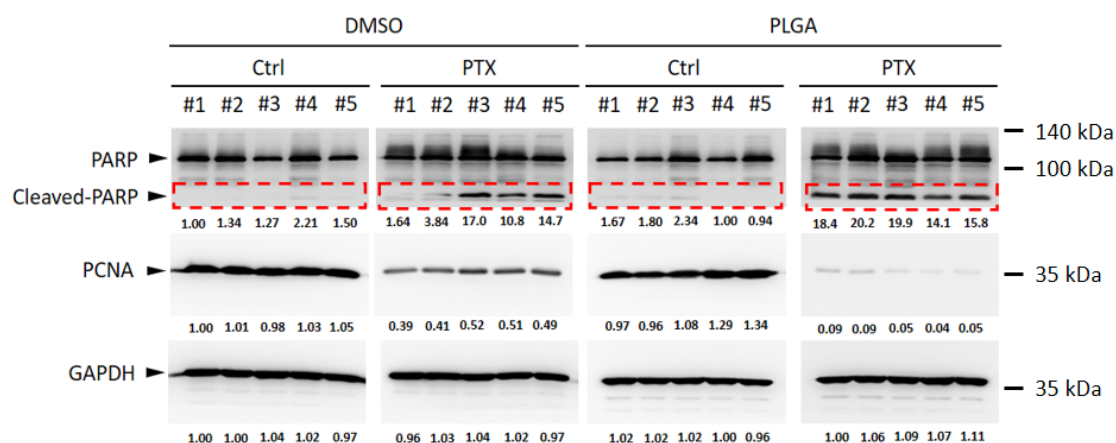 DMSO PLGA
Ctrl PTX Ctrl PTX
#1 #2 #3 #4 #5 #1 #2 #3 #4 #5 #1 #2 #3 #4 #5 #1 #2 #3 #4 #5
140 kDa
PARP
100 kDa
Cleaved-PARP
1.00 1.34 1.27 2.21 1.50 1.64 3.84 17.0 10.8 14.7 1.67 1.80 2.34 1.00 0.94 18.4 20.2 19.9 14.1 15.8
PCNA 35 kDa
1.00 1.01 0.98 1.03 1.05 0.39 0.41 0.52 0.51 0.49 0.97 0.96 1.08 1.29 1.34 0.09 0.09 0.05 0.04 0.05
GAPDH
35 kDa
1.00 1.00 1.04 1.02 0.97 0.96 1.03 1.04 1.02 0.97 1.02 1.02 1.02 1.00 0.96 1.00 1.06 1.09 1.07 1.11